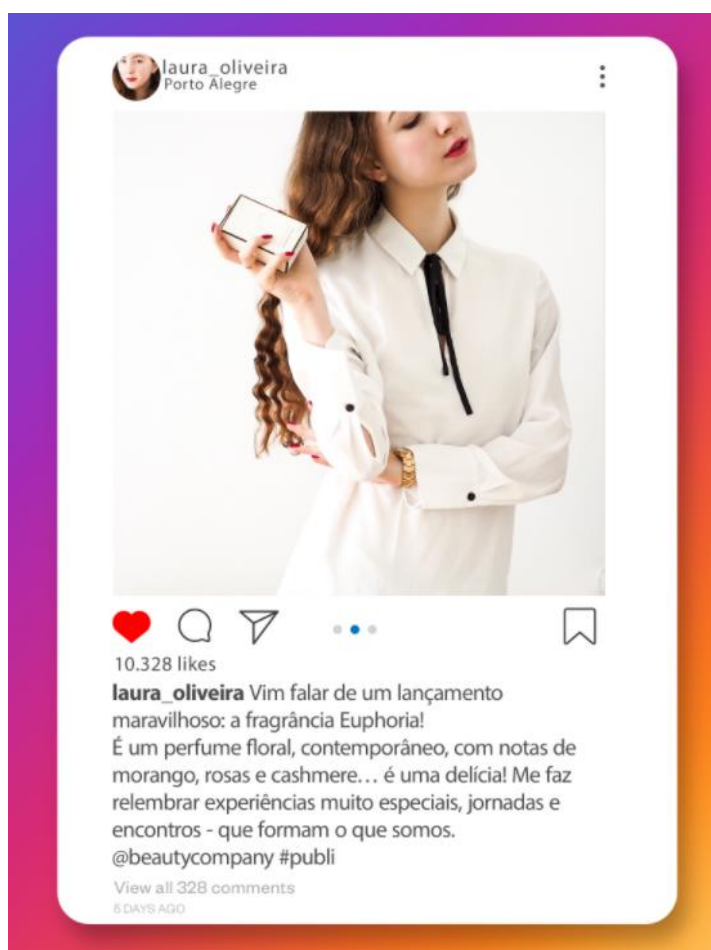 laura_oliveira
Porto Alegre
10.328 likes
laura_oliveira Vim falar de um lançamento
maravilhoso: a fragrância Euphoria!
É um perfume floral, contemporâneo, com notas de
morango, rosas e cashmere... é uma delícia! Me faz
relembrar experiências muito especiais, jornadas e
encontros - que formam o que somos.
@beautycompany #publi
View all 328 comments
6 DAYS AGO